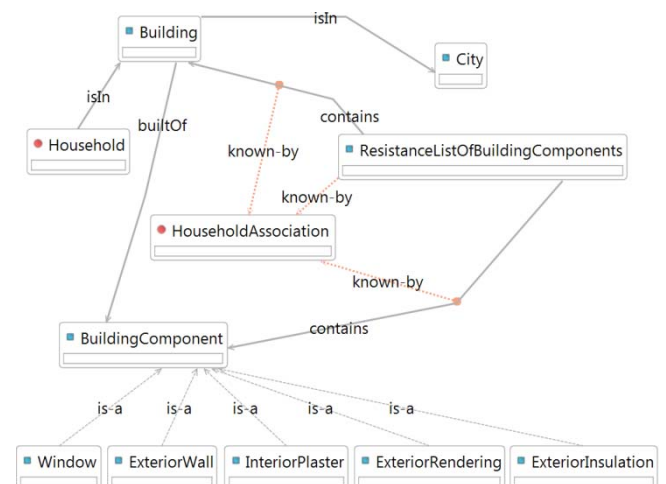 isIn
Building
City
isIn
builtOf
contains
Household
known-by
ResistanceListOfBuildingComponents
known-by
HouseholdAssociation
known-by
contains
BuildingComponent
is-a is-a is-a is-a is-a
Window ExteriorWall InteriorPlaster ExteriorRendering ExteriorInsulation